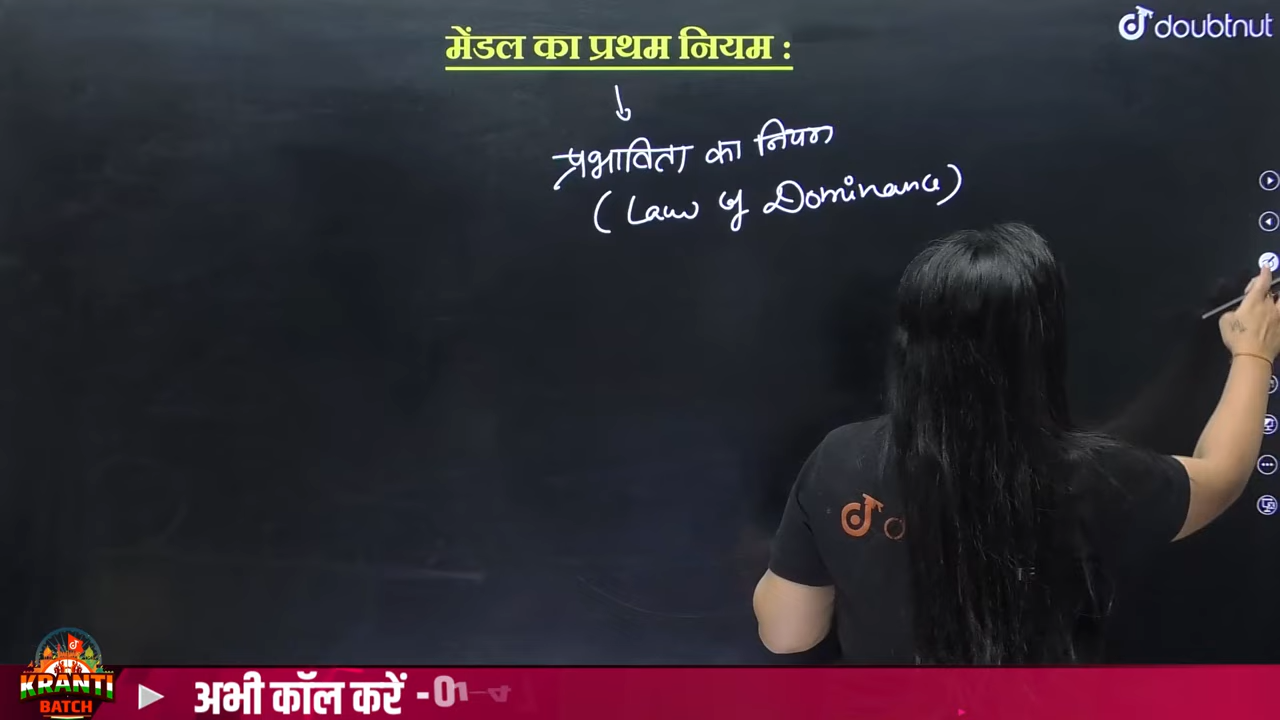 मेंडल का प्रथम नियम :
doubtnut
प्रभाविता का नियम
(Law of Dominance)
KRANTI
BATCH
अभी कॉल करें -